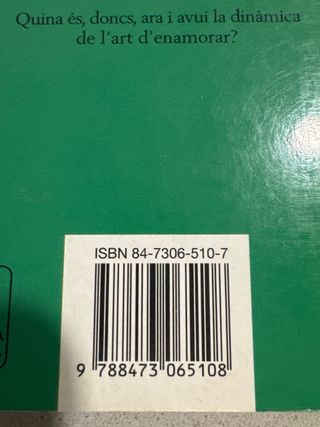 Quina és, doncs, ara i avui la dinàmica
de l'art d'enamorar?
ISBN 84-7306-510-7
9 788473 065108